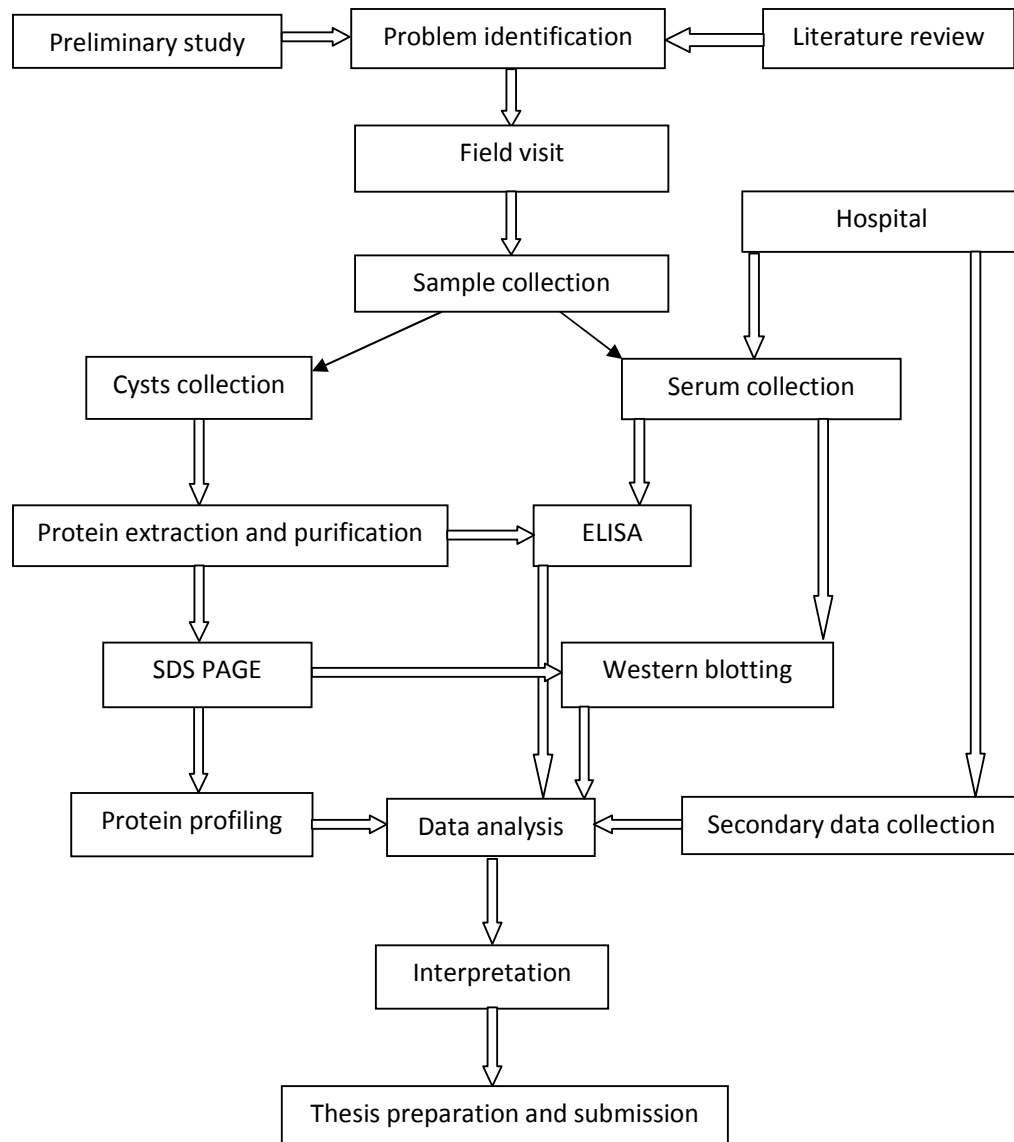 Preliminary study
Problem identification
Literature review
Field visit
Hospital
Sample collection
Cysts collection
Serum collection
Protein extraction and purification
ELISA
SDS PAGE
Western blotting
Protein profiling
Data analysis
Secondary data collection
Interpretation
Thesis preparation and submission